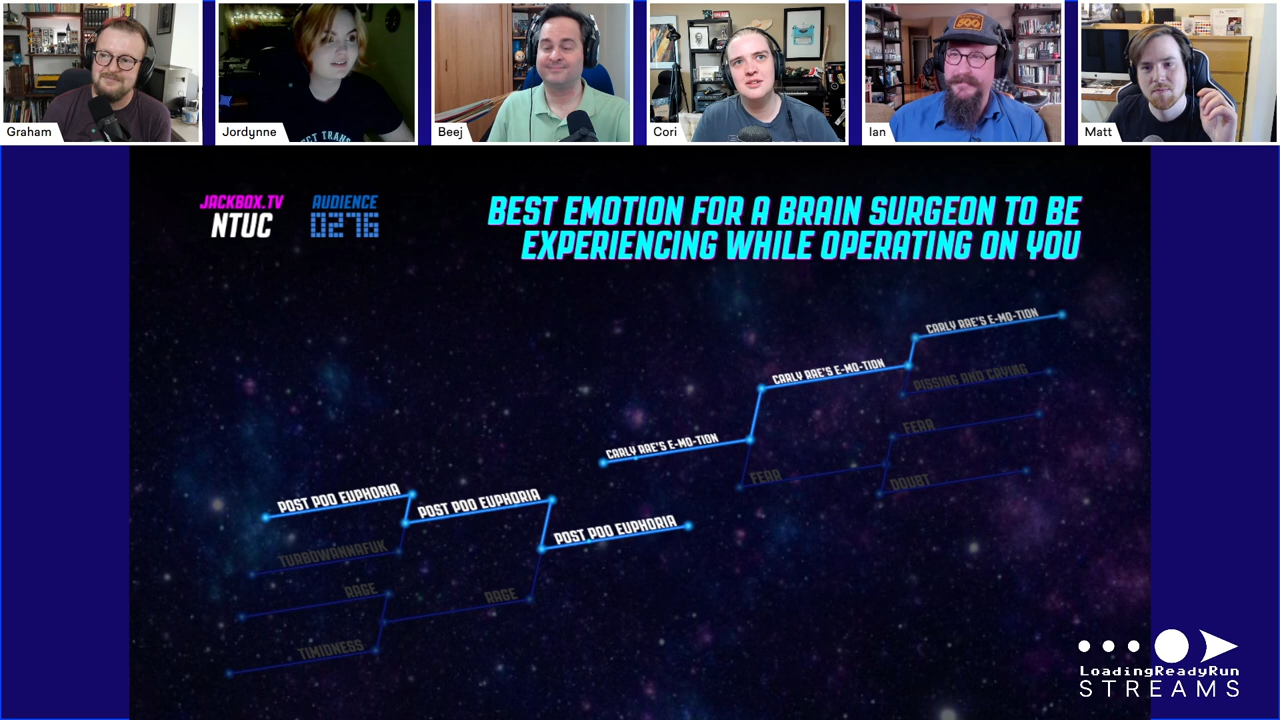 Graham
Jordynne
Beej
Cori
Ian
Matt
JACKBOX.TV
NTUC
AUDIENCE
0276
BEST EMOTION FOR A BRAIN SURGEON TO BE
EXPERIENCING WHILE OPERATING ON YOU
CARLY RAE'S E-MO-TION
CARLY RAE'S E-MO-TION
PISSING AND CRYING
CARLY RAE'S E-MO-TION
FEAR
FEAR
DOUBT
POST POO EUPHORIA
POST POO EUPHORIA
POST POO EUPHORIA
TURBOWANNAFUK
RAGE
RAGE
TIMIDNESS
LoadingReadyRun
STREAMS
500